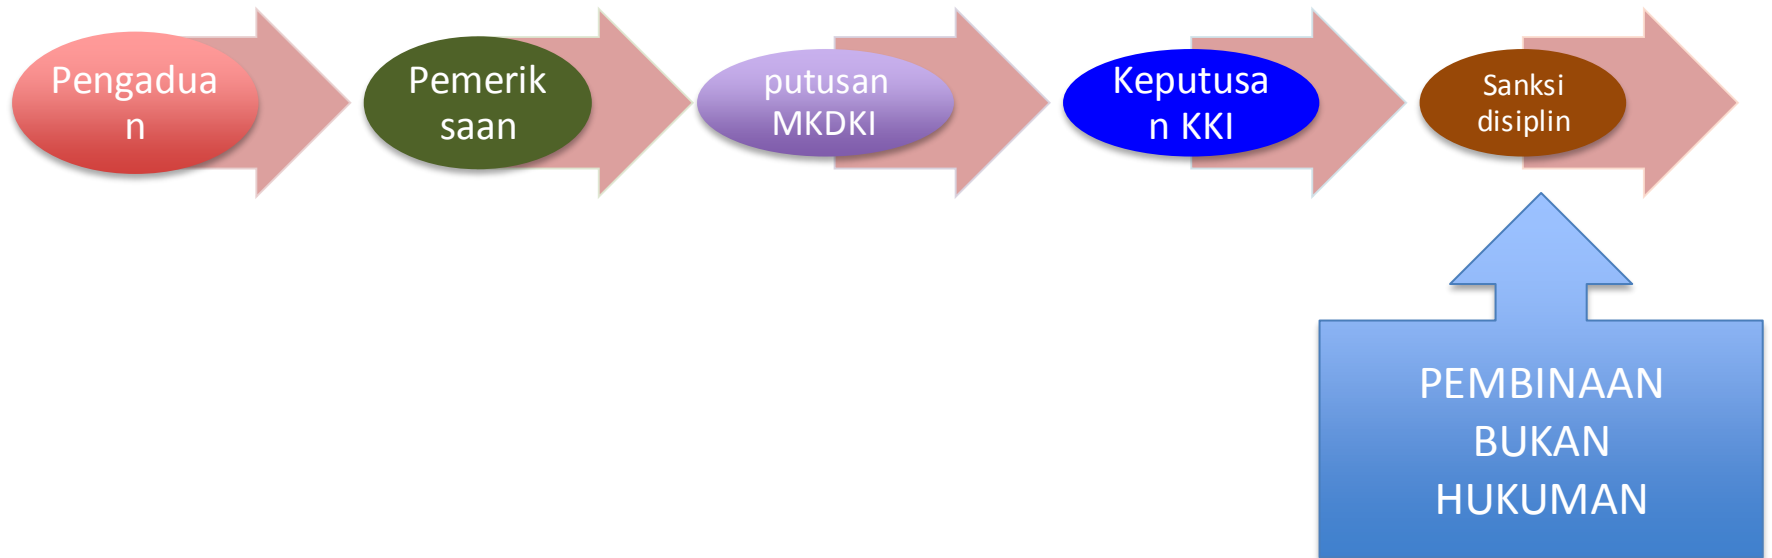 Pengadua
n
Pemerik
saan
putusan
MKDKI
Keputusa
n KKI
Sanksi
disiplin
PEMBINAAN
BUKAN
HUKUMAN